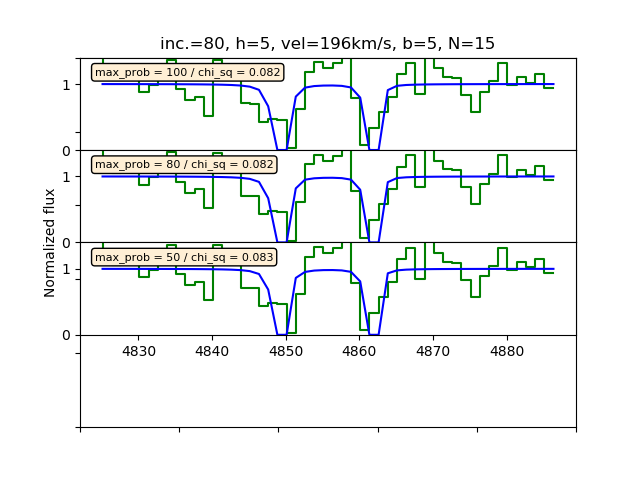 inc.=80, h=5, vel=196km/s, b=5, N=15
max_prob = 100 / chi_sq = 0.082
1
0
max_prob = 80 / chi_sq = 0.082
1
0
max_prob = 50 / chi_sq = 0.083
1
0
Normalized flux
4830 4840 4850 4860 4870 4880